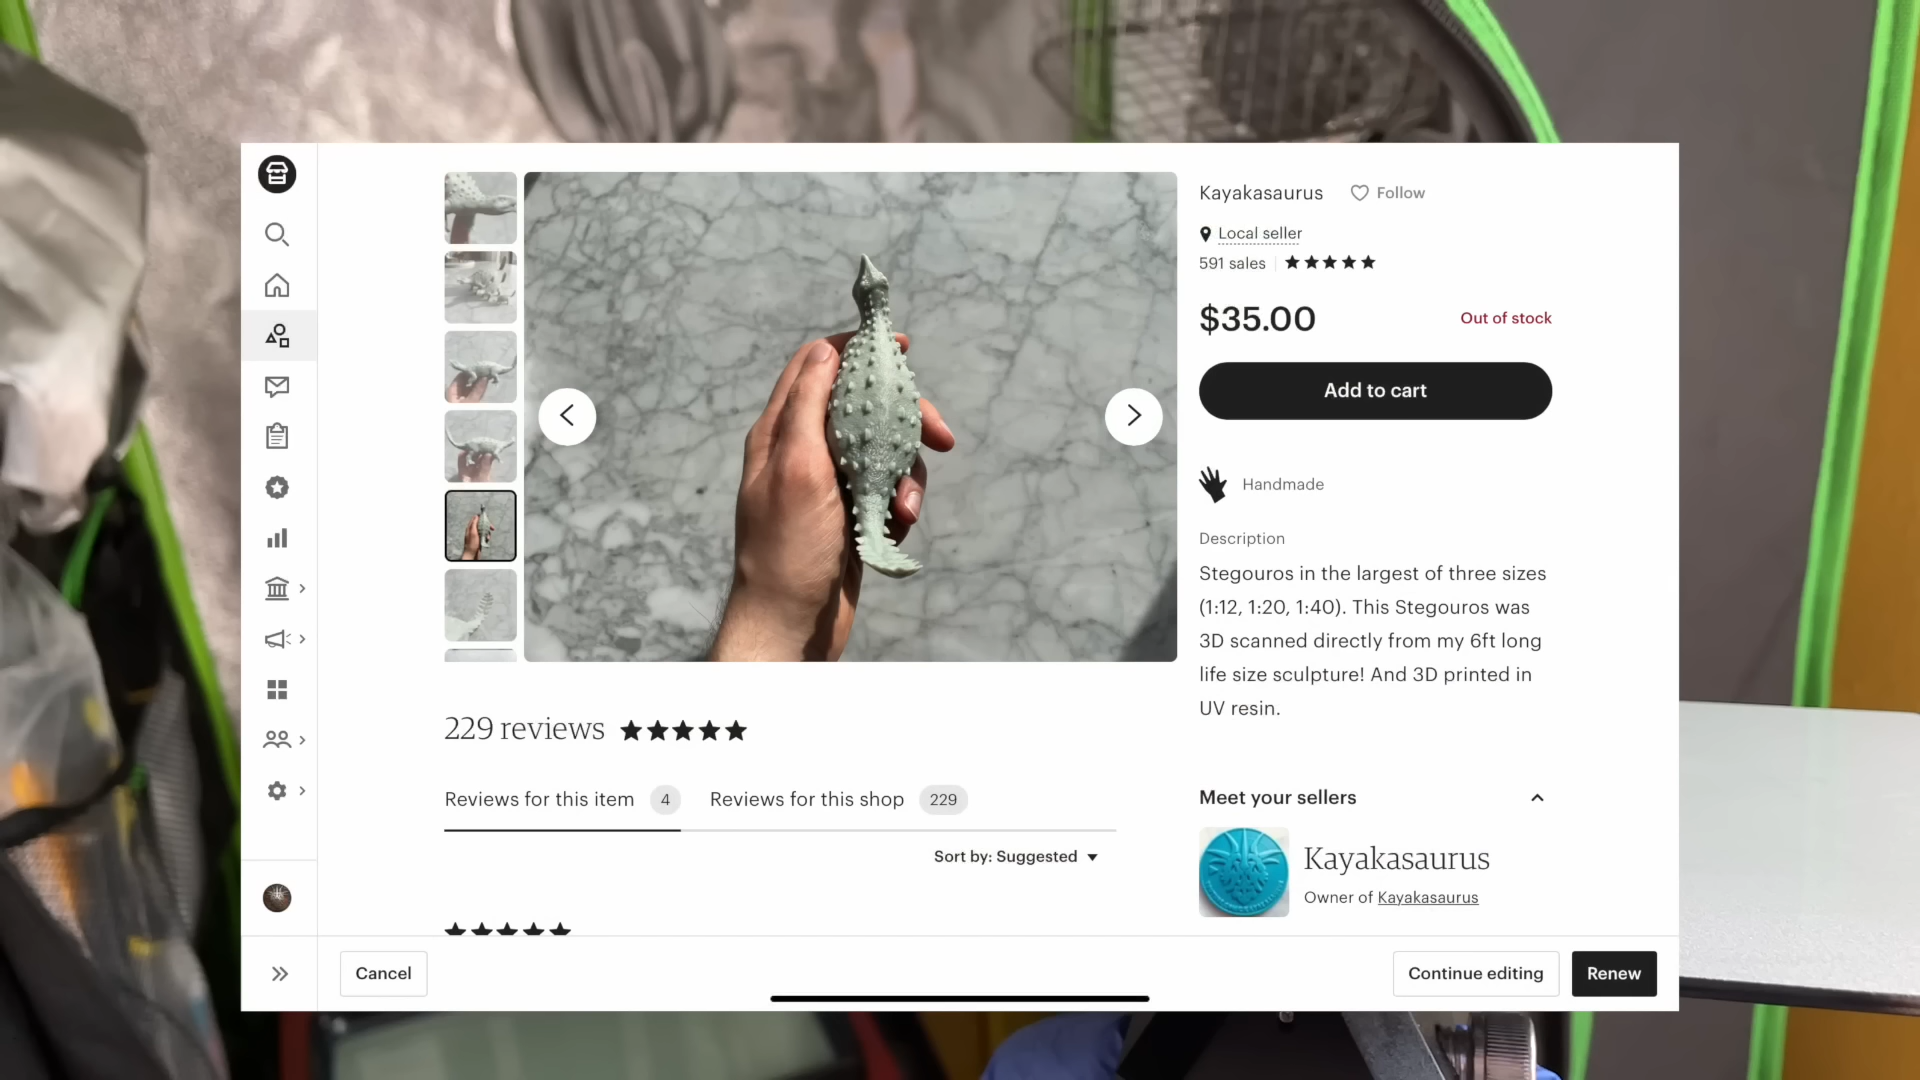 Kayakasaurus
Follow
Local seller
591 sales
$35.00
Out of stock
Add to cart
Handmade
Description
Stegouros in the largest of three sizes
(1:12, 1:20, 1:40). This Stegouros was
3D scanned directly from my 6ft long
life size sculpture! And 3D printed in
UV resin.
229 reviews
Reviews for this item 4
Reviews for this shop 229
Sort by: Suggested
Meet your sellers
Kayakasaurus
Owner of Kayakasaurus
Cancel
Continue editing
Renew